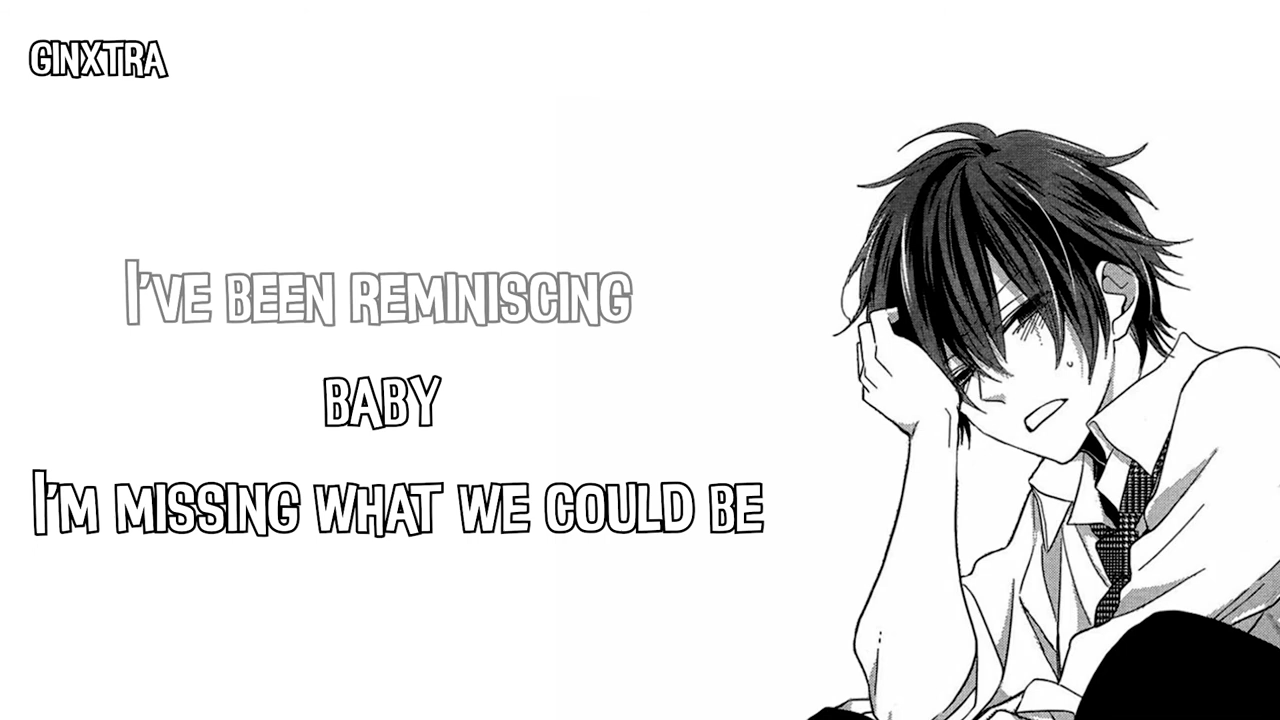 GINXTRA
I'VE BEEN REMINISCING
BABY
I'M MISSING WHAT WE COULD BE